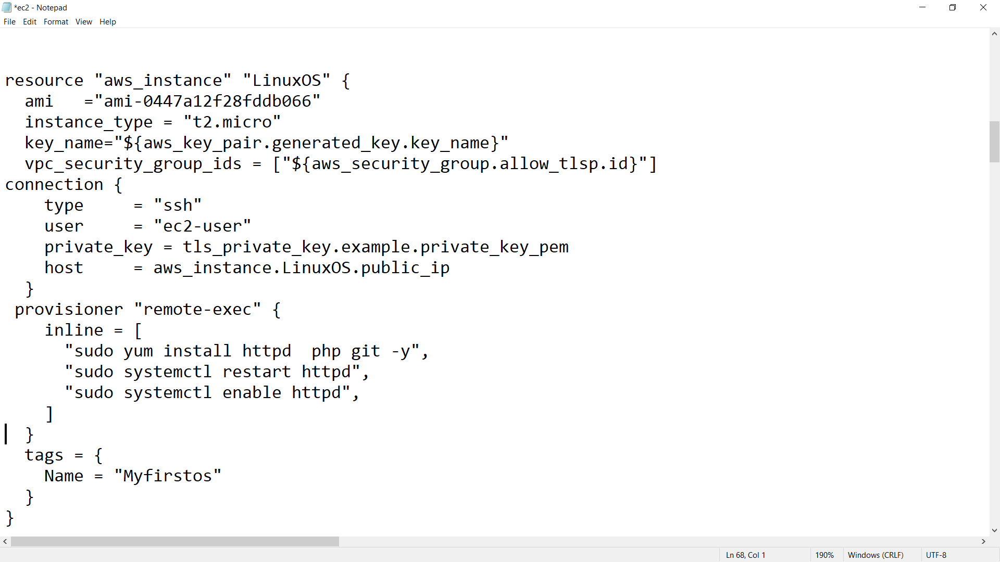 *ec2 - Notepad
File Edit Format View Help
resource "aws_instance" "LinuxOS" {
  ami   ="ami-0447a12f28fddb066"
  instance_type = "t2.micro"
  key_name="${aws_key_pair.generated_key.key_name}"
  vpc_security_group_ids = ["${aws_security_group.allow_tlsp.id}"]
connection {
    type     = "ssh"
    user     = "ec2-user"
    private_key = tls_private_key.example.private_key_pem
    host     = aws_instance.LinuxOS.public_ip
  }
 provisioner "remote-exec" {
    inline = [
      "sudo yum install httpd  php git -y",
      "sudo systemctl restart httpd",
      "sudo systemctl enable httpd",
    ]
  }
  tags = {
    Name = "Myfirstos"
  }
}
Ln 68, Col 1 190% Windows (CRLF) UTF-8